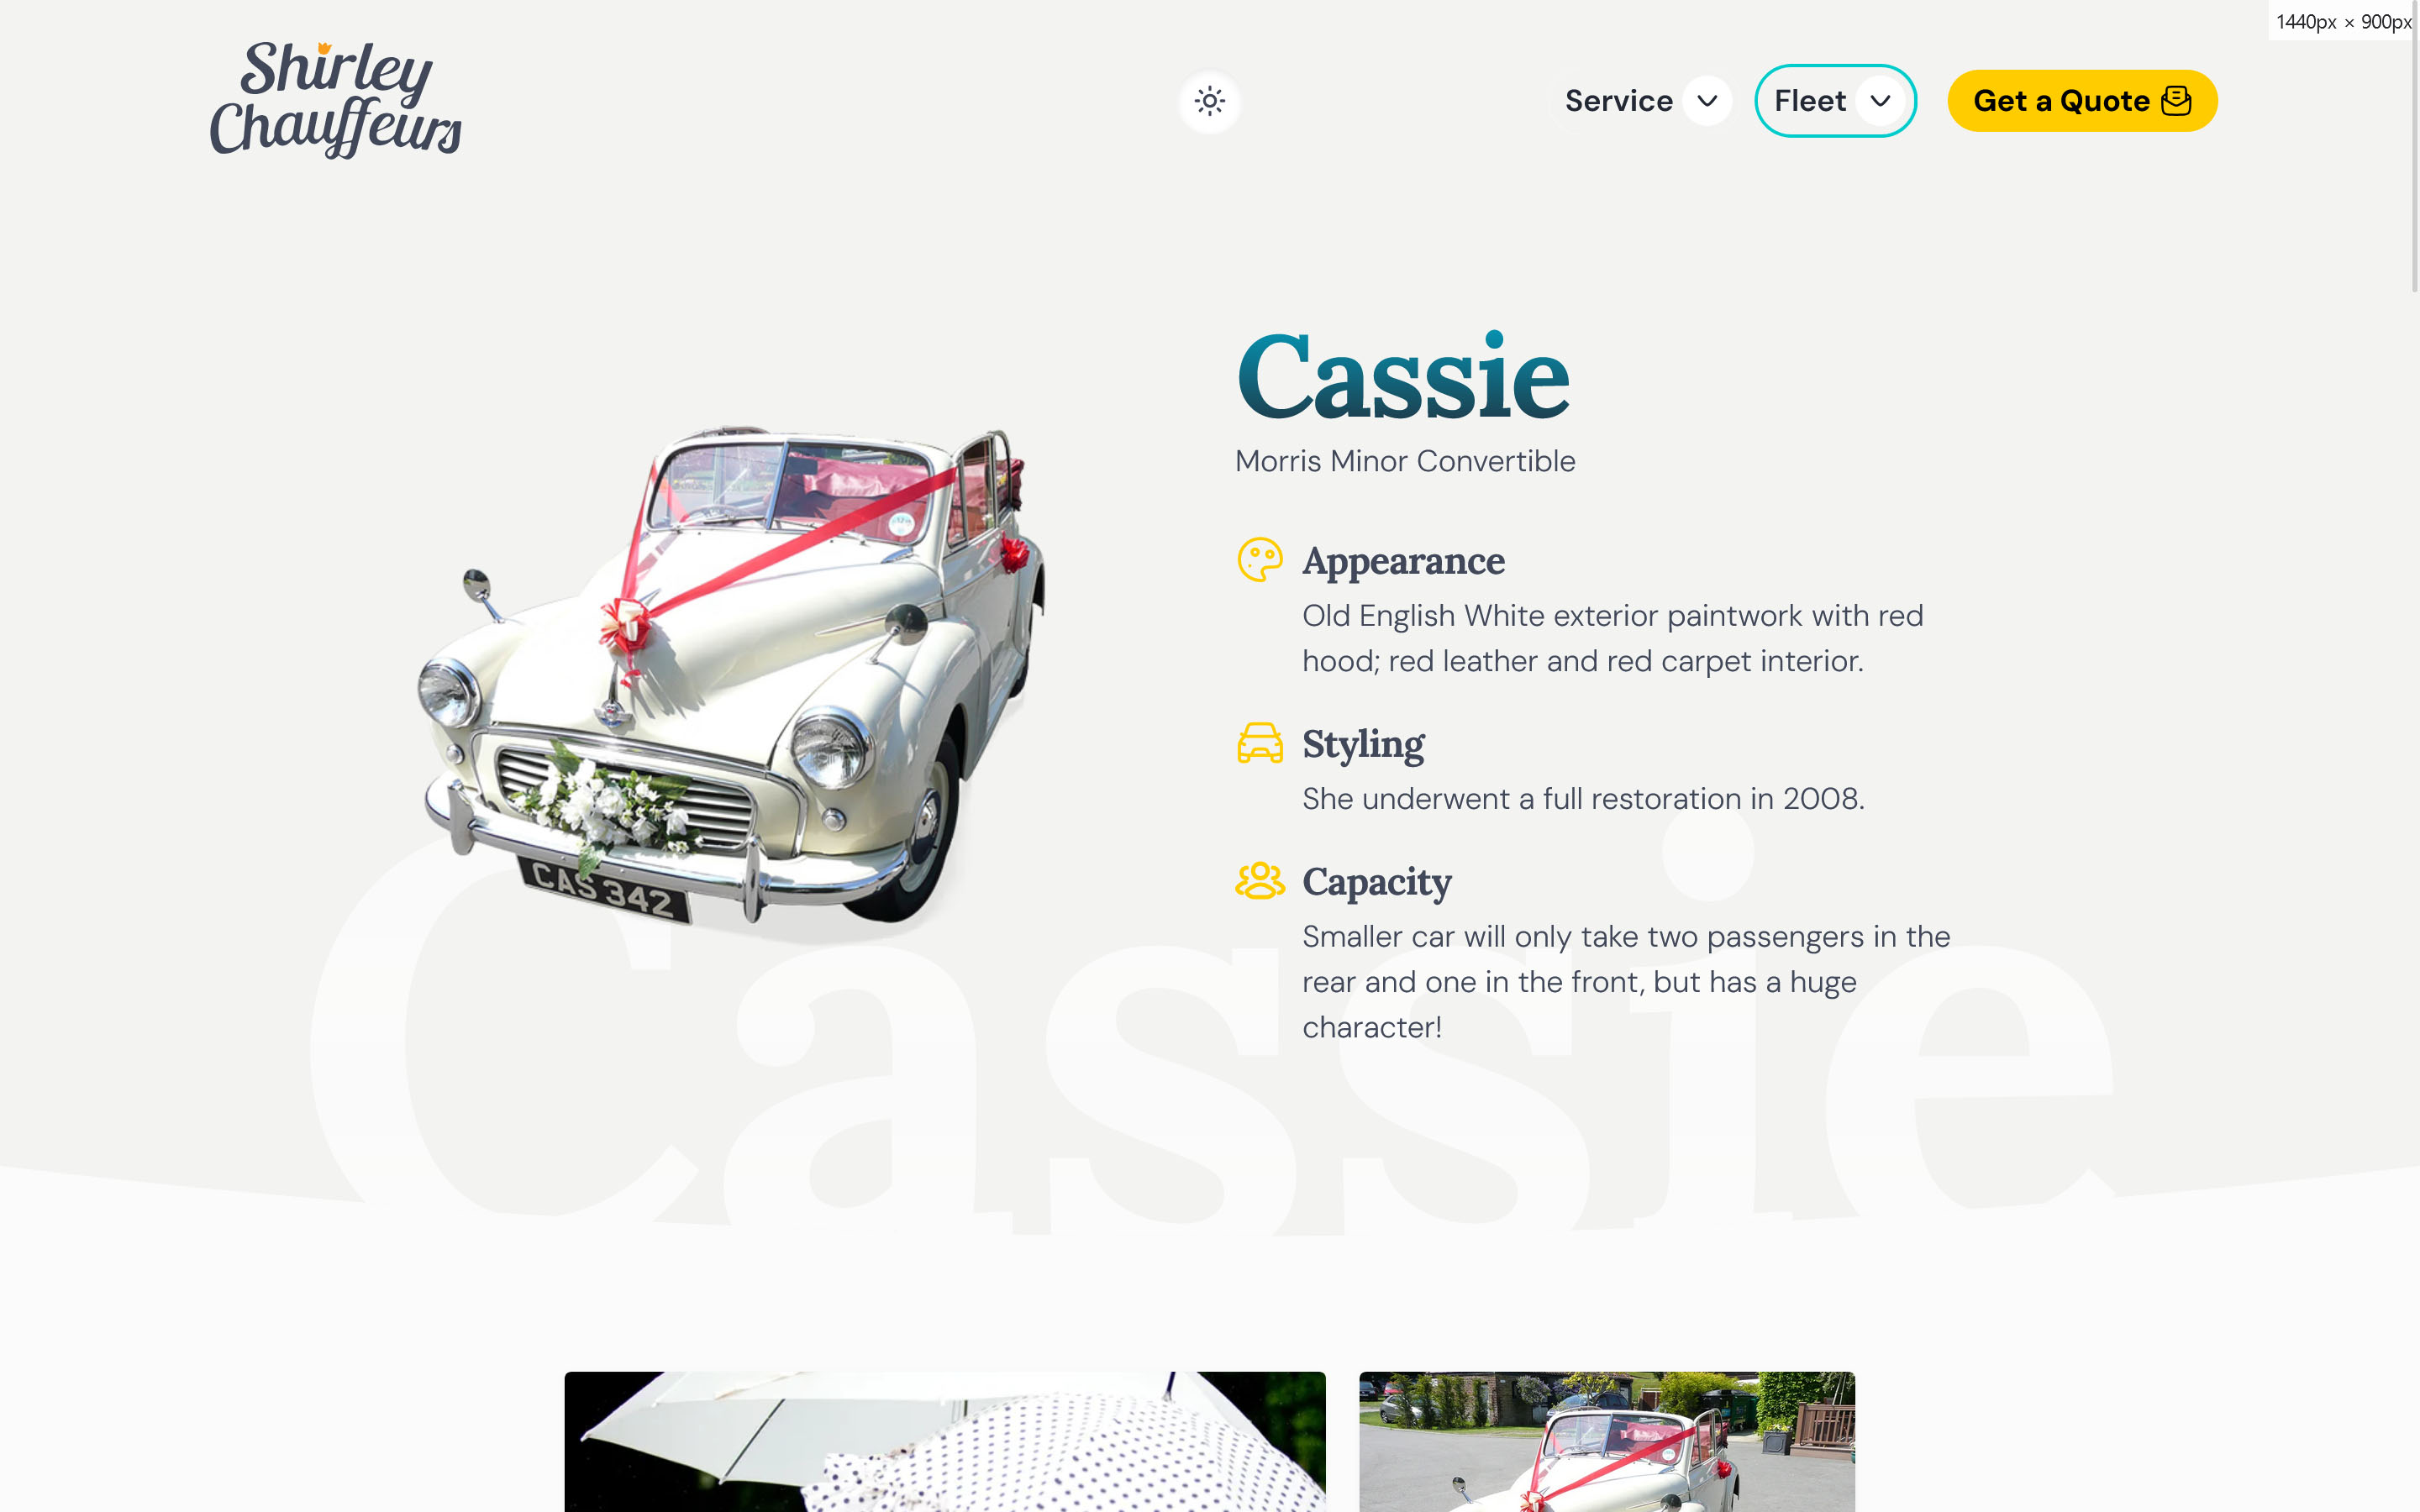 1440px × 900px
Shirley
Chauffeurs
Service
Fleet
Get a Quote
Cassie
Morris Minor Convertible
Appearance
Old English White exterior paintwork with red
hood; red leather and red carpet interior.
Styling
She underwent a full restoration in 2008.
Capacity
Smaller car will only take two passengers in the
rear and one in the front, but has a huge
character!
CAS 342
Cassie